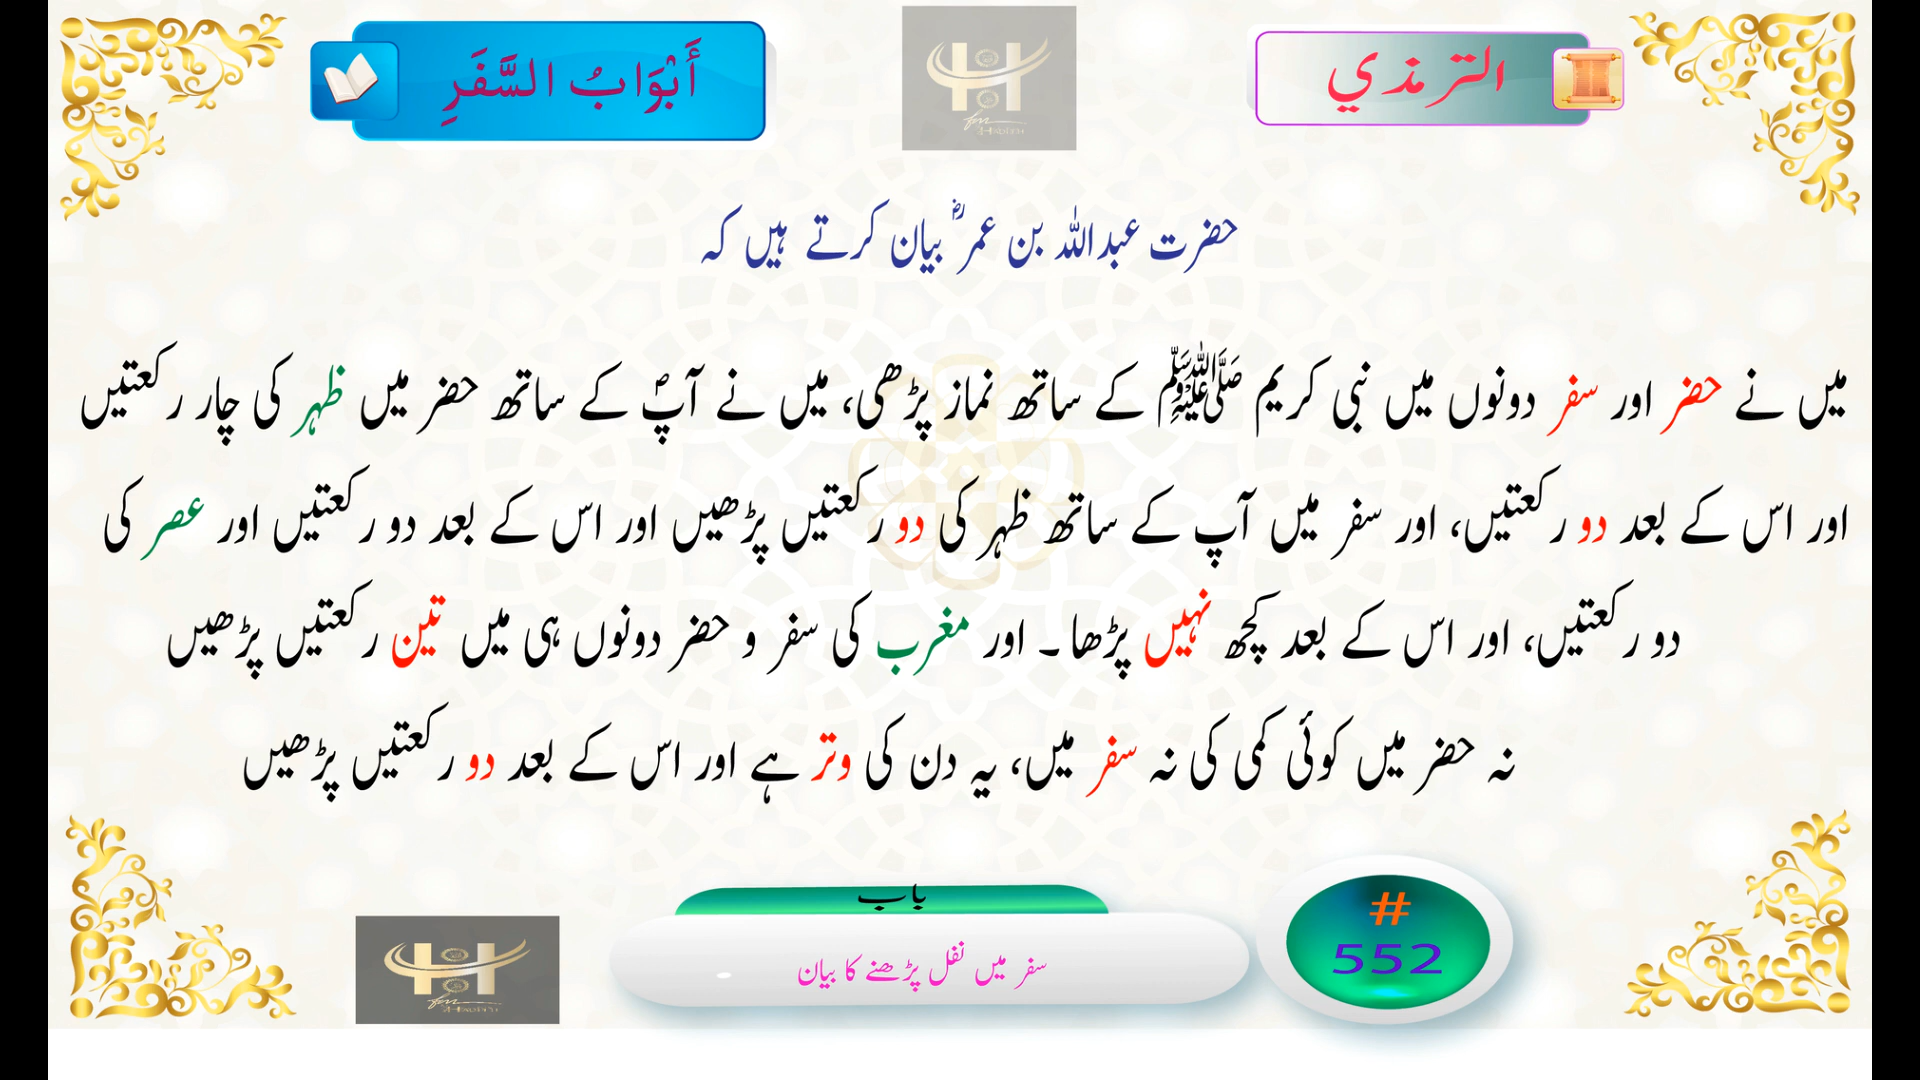 الترمذي
أَبْوَابُ السَّفَرِ
حضرت عبداللہ بن عمرؓ بیان کرتے ہیں کہ
میں نے حضر اور سفر دونوں میں نبی کریم ﷺ کے ساتھ نماز پڑھی، میں نے آپؐ کے ساتھ حضر میں ظہر کی چار رکعتیں
اور اس کے بعد دو رکعتیں، اور سفر میں آپ کے ساتھ ظہر کی دو رکعتیں پڑھیں اور اس کے بعد دو رکعتیں اور عصر کی
دو رکعتیں، اور اس کے بعد کچھ نہیں پڑھا۔ اور مغرب کی سفر و حضر دونوں ہی میں تین رکعتیں پڑھیں
نہ حضر میں کوئی کمی کی نہ سفر میں، یہ دن کی وتر ہے اور اس کے بعد دو رکعتیں پڑھیں
باب
سفر میں نفل پڑھنے کا بیان
#
552